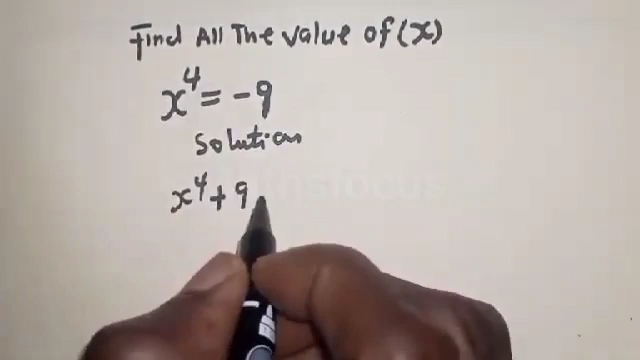 Find All The Value of (x)
x⁴ = -9
Solution
x⁴ + 9